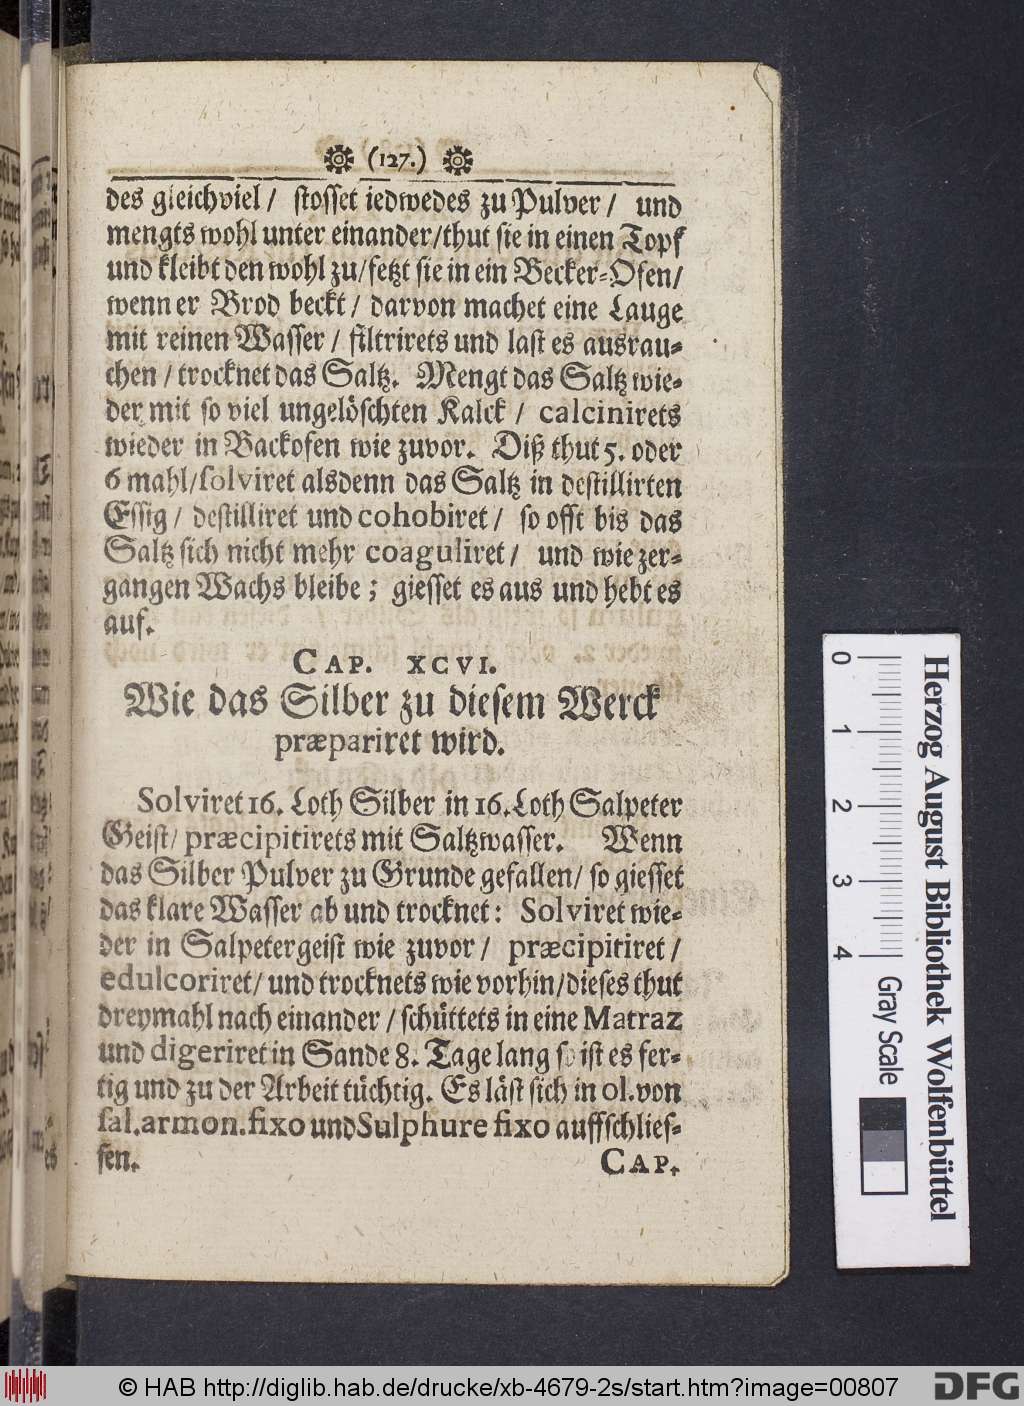 (127.)
des gleichviel / stosset iedwedes zu Pulver / und
mengts wohl unter einander/thut sie in einen Topf
und kleibt den wohl zu/setzt sie in ein Becker-Ofen/
wenn er Brod beckt / darvon machet eine Lauge
mit reinen Wasser / filtrirets und last es ausrau-
chen / trocknet das Saltz. Mengt das Saltz wie-
der mit so viel ungelöschten Kalck / calcinirets
wieder in Backofen wie zuvor. Diß thut 5. oder
6 mahl/solviret alsdenn das Saltz in destillirten
Essig / destilliret und cohobiret / so offt bis das
Saltz sich nicht mehr coaguliret / und wie zer-
gangen Wachs bleibe; giesset es aus und hebt es
auf.
CAP. XCVI.
Wie das Silber zu diesem Werck
præpariret wird.
Solviret 16. Loth Silber in 16. Loth Salpeter
Geist/ præcipitirets mit Saltzwasser. Wenn
das Silber Pulver zu Grunde gefallen/ so giesset
das klare Wasser ab und trocknet: Solviret wie-
der in Salpetergeist wie zuvor / præcipitiret /
edulcoriret/ und trocknets wie vorhin/dieses thut
dreymahl nach einander / schüttets in eine Matraz
und digeriret in Sande 8. Tage lang so ist es fer-
tig und zu der Arbeit tüchtig. Es läst sich in ol. von
sal. armon. fixo und Sulphure fixo auffschlies-
sen.
CAP.
0 1 2 3 4
Gray Scale
Herzog August Bibliothek Wolfenbüttel
© HAB http://diglib.hab.de/drucke/xb-4679-2s/start.htm?image=00807
DFG